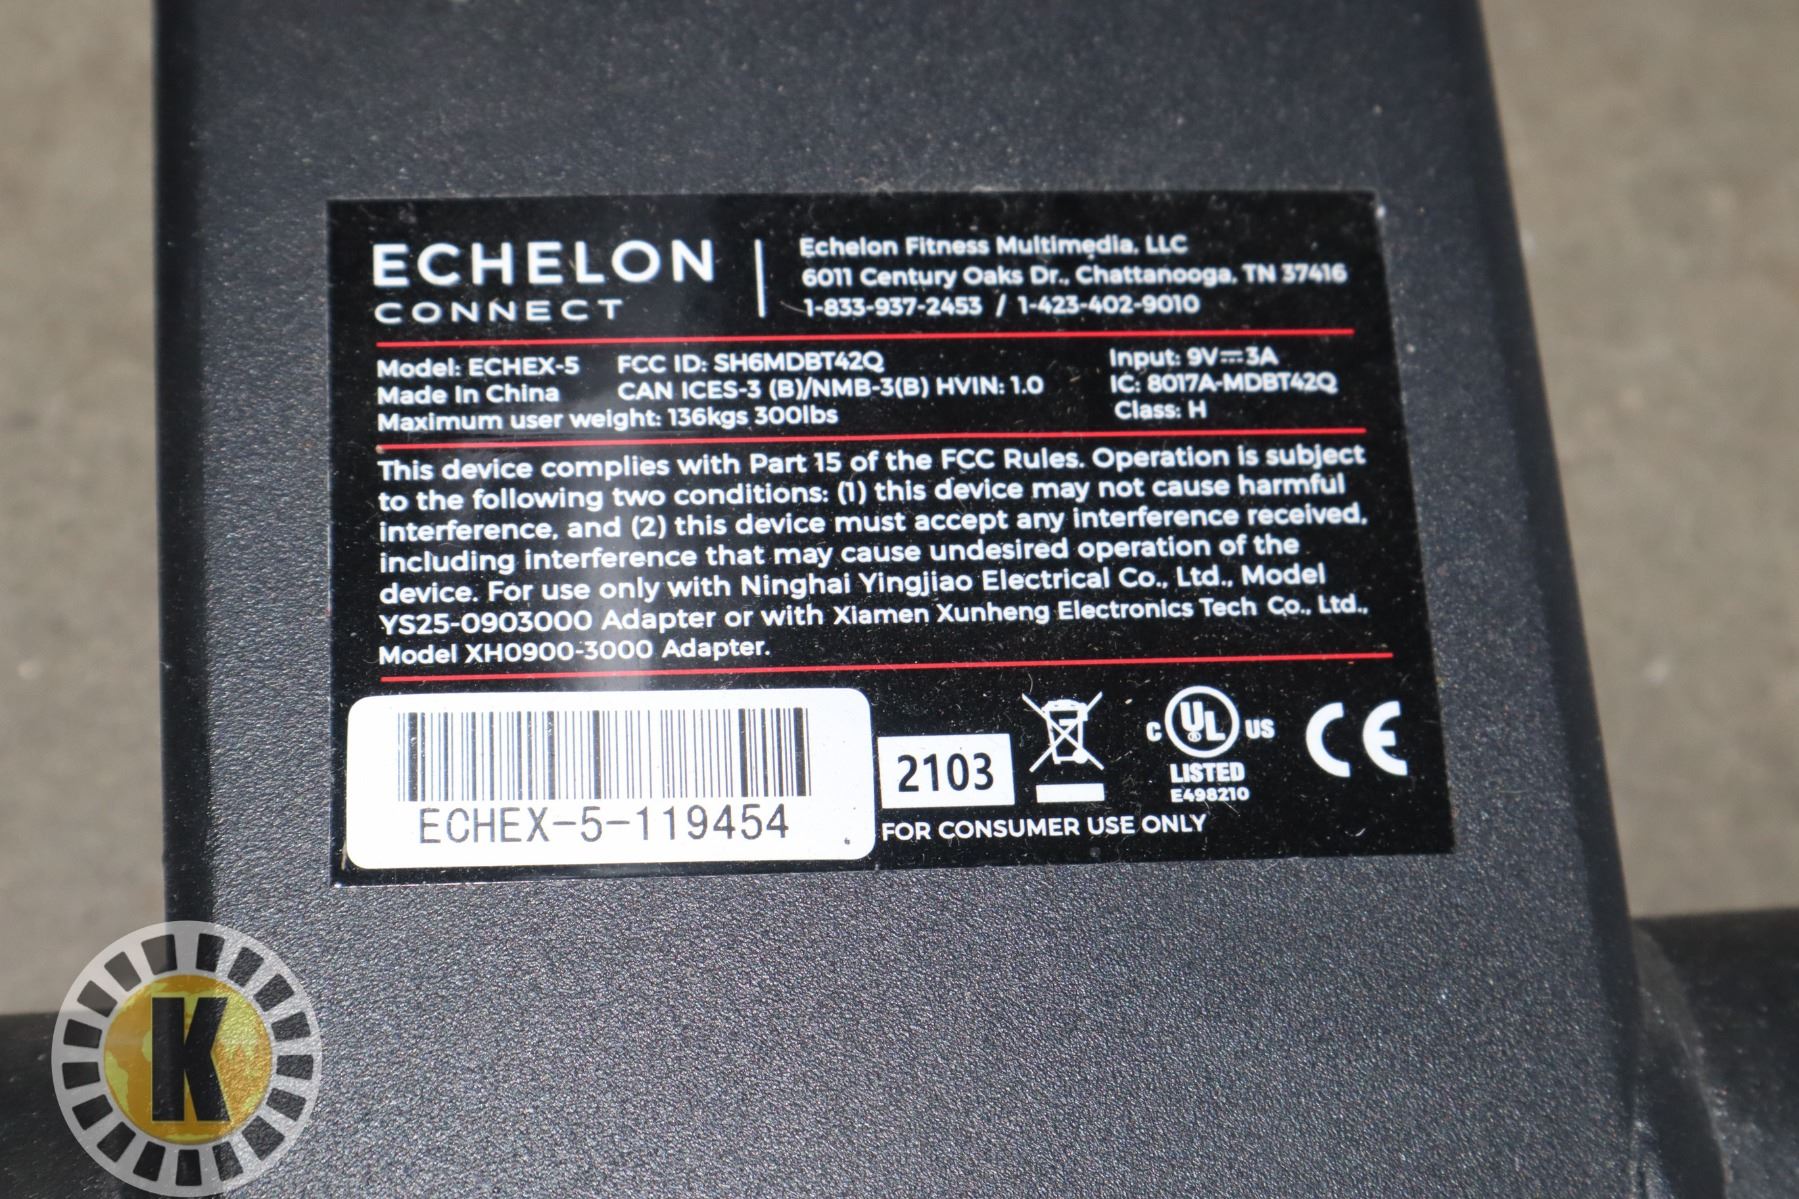 ECHELON
CONNECT
Echelon Fitness Multimedia, LLC
6011 Century Oaks Dr., Chattanooga, TN 37416
1-833-937-2453 / 1-423-402-9010
Model: ECHEX-5 FCC ID: SH6MDBT42Q Input: 9V⎓3A
Made In China CAN ICES-3 (B)/NMB-3(B) HVIN: 1.0 IC: 8017A-MDBT42Q
Maximum user weight: 136kgs 300lbs Class: H
This device complies with Part 15 of the FCC Rules. Operation is subject
to the following two conditions: (1) this device may not cause harmful
interference, and (2) this device must accept any interference received,
including interference that may cause undesired operation of the
device. For use only with Ninghai Yingjiao Electrical Co., Ltd., Model
YS25-0903000 Adapter or with Xiamen Xunheng Electronics Tech Co., Ltd.,
Model XH0900-3000 Adapter.
ECHEX-5-119454
2103
C UL ® US
LISTED
E498210
CE
FOR CONSUMER USE ONLY
K